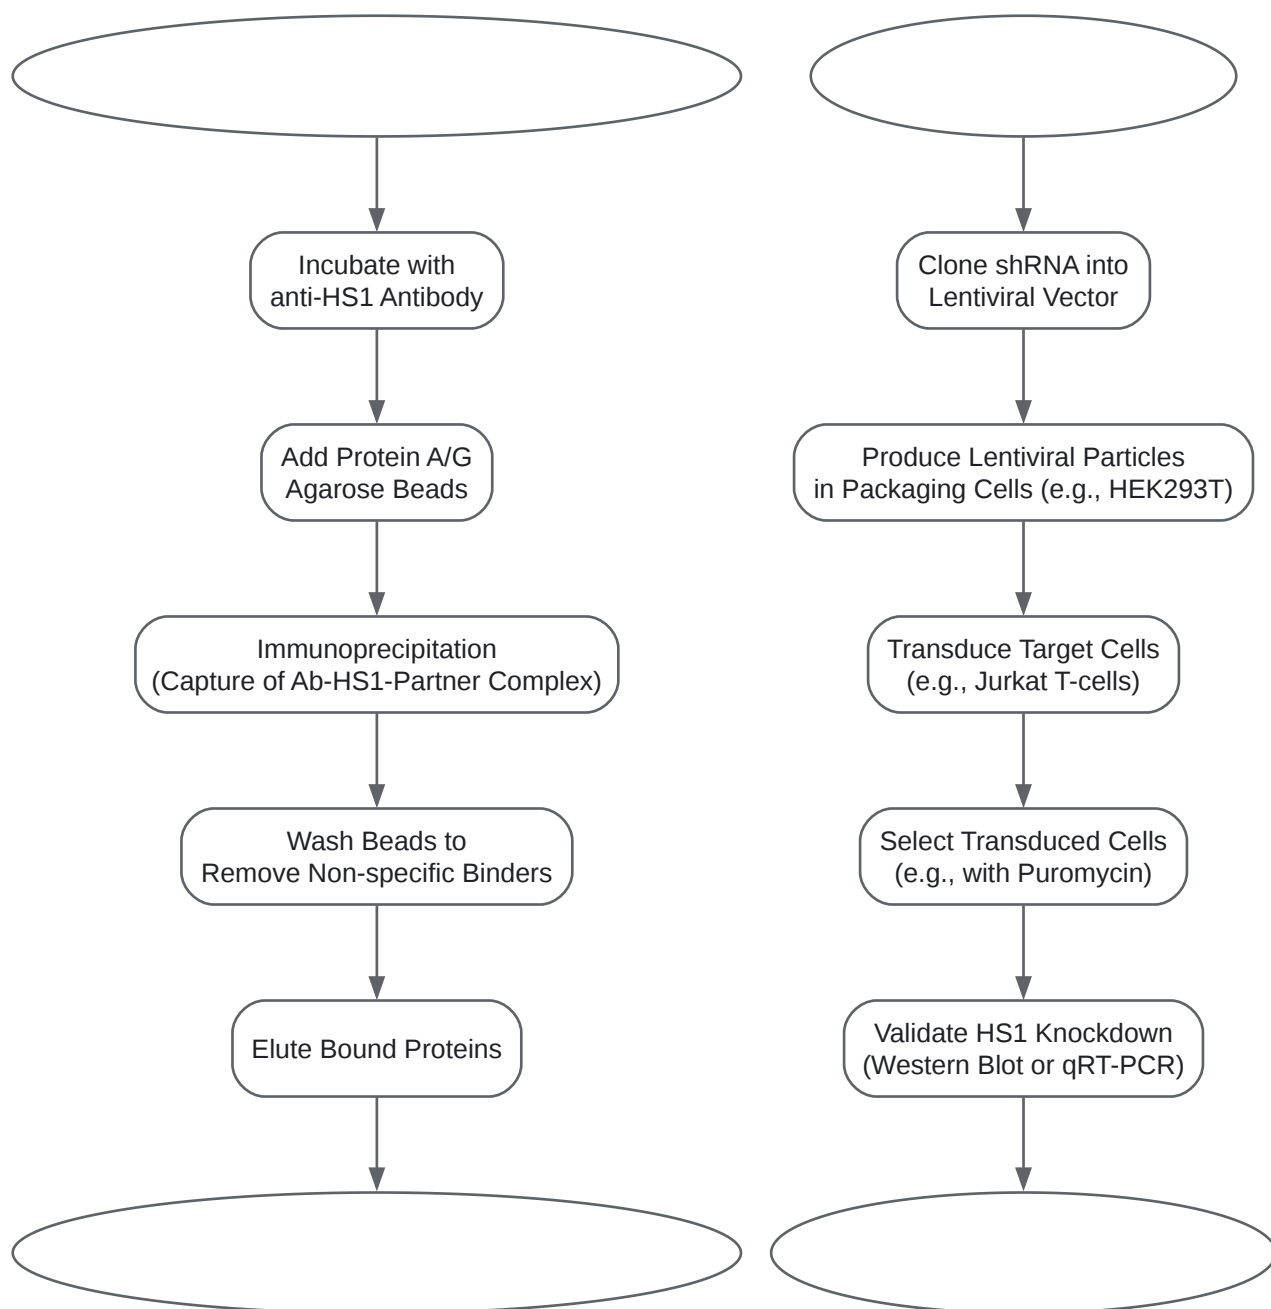 Incubate with
anti-HS1 Antibody
Add Protein A/G
Agarose Beads
Immunoprecipitation
(Capture of Ab-HS1-Partner Complex)
Wash Beads to
Remove Non-specific Binders
Elute Bound Proteins
Clone shRNA into
Lentiviral Vector
Produce Lentiviral Particles
in Packaging Cells (e.g., HEK293T)
Transduce Target Cells
(e.g., Jurkat T-cells)
Select Transduced Cells
(e.g., with Puromycin)
Validate HS1 Knockdown
(Western Blot or qRT-PCR)